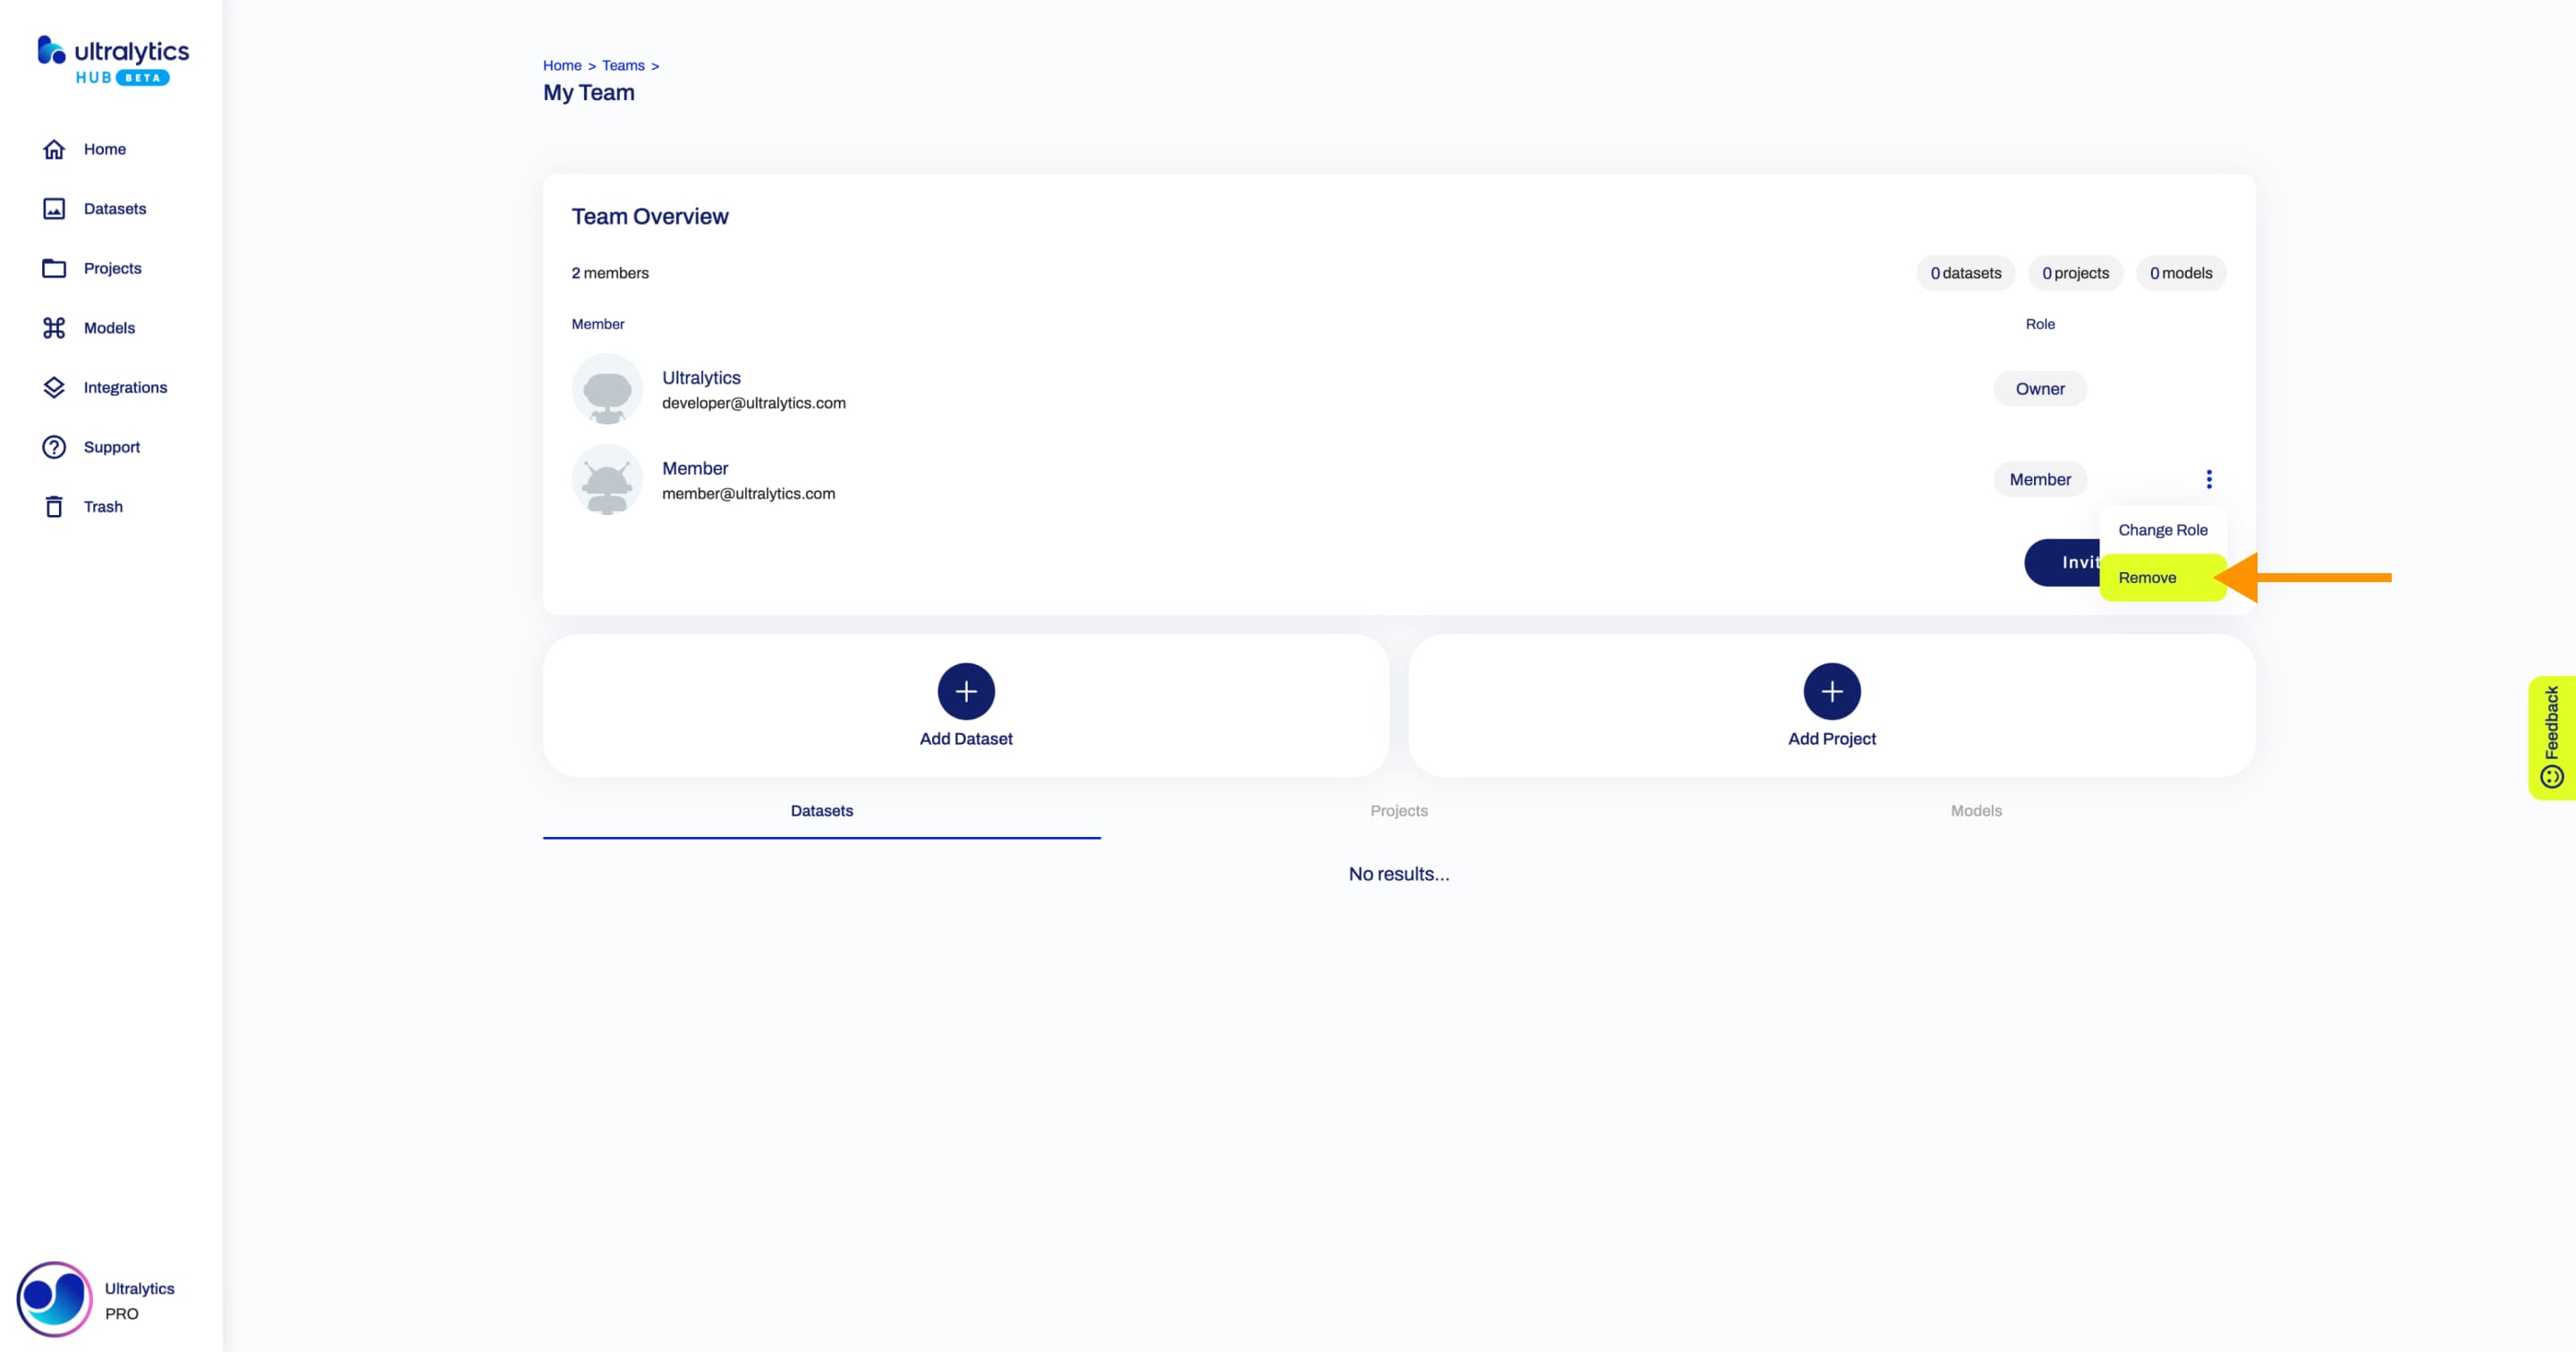 ultralytics
HUB BETA
Home
Datasets
Projects
Models
Integrations
Support
Trash
Ultralytics
PRO
Home > Teams >
My Team
Team Overview
2 members
0 datasets
0 projects
0 models
Member
Role
Ultralytics
developer@ultralytics.com
Owner
Member
member@ultralytics.com
Member
Change Role
Invit
Remove
Add Dataset
Add Project
Datasets
Projects
Models
No results...
Feedback